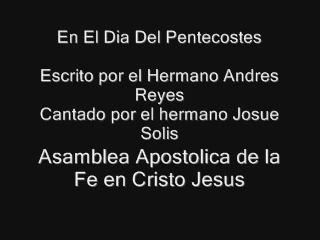 En El Dia Del Pentecostes
Escrito por el Hermano Andres
Reyes
Cantado por el hermano Josue
Solis
Asamblea Apostolica de la
Fe en Cristo Jesus